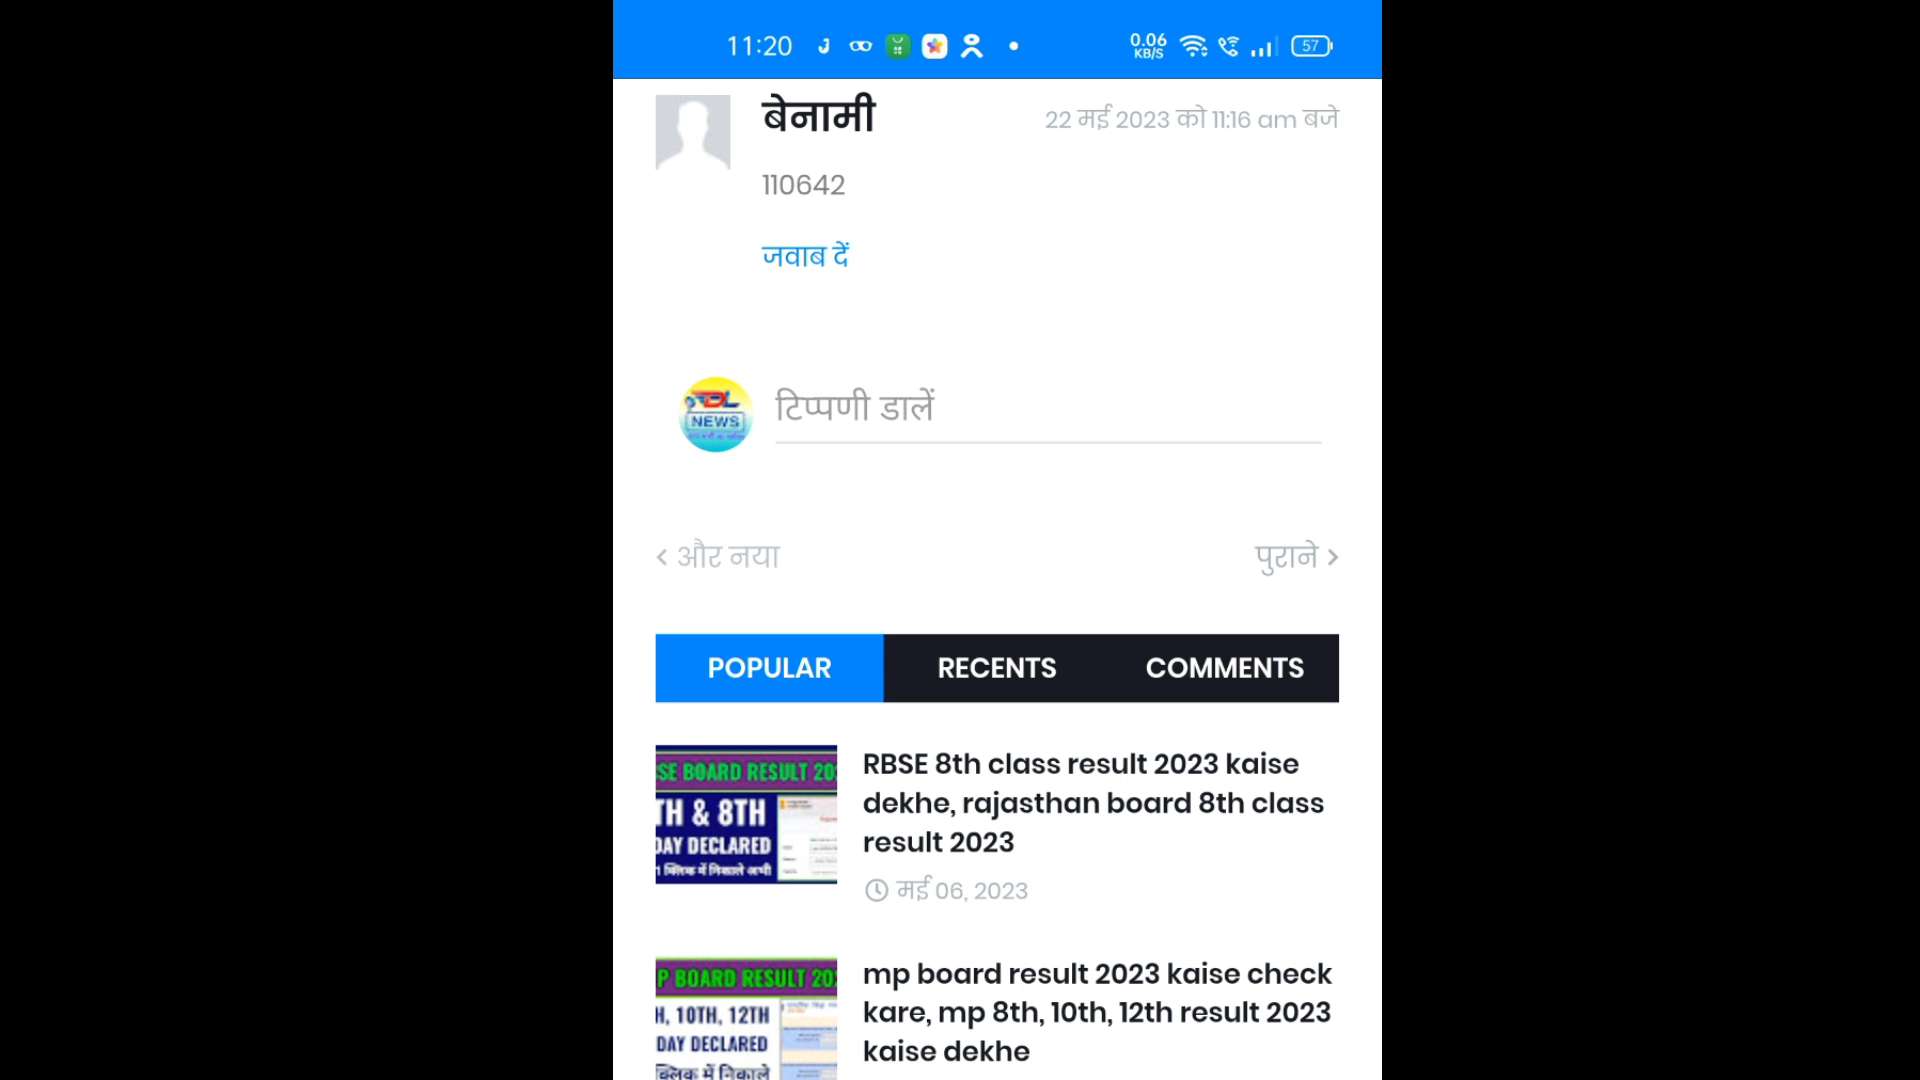 11:20
0.06
KB/S
57
बेनामी
22 मई 2023 को 11:16 am बजे
110642
जवाब दें
DL
NEWS
टिप्पणी डालें
और नया
पुराने
POPULAR RECENTS COMMENTS
SE BOARD RESULT 20
TH & 8TH
DAY DECLARED
1 क्लिक में निकाले अभी
RBSE 8th class result 2023 kaise
dekhe, rajasthan board 8th class
result 2023
मई 06, 2023
P BOARD RESULT 20
H, 10TH, 12TH
DAY DECLARED
क्लिक में निकाले
mp board result 2023 kaise check
kare, mp 8th, 10th, 12th result 2023
kaise dekhe